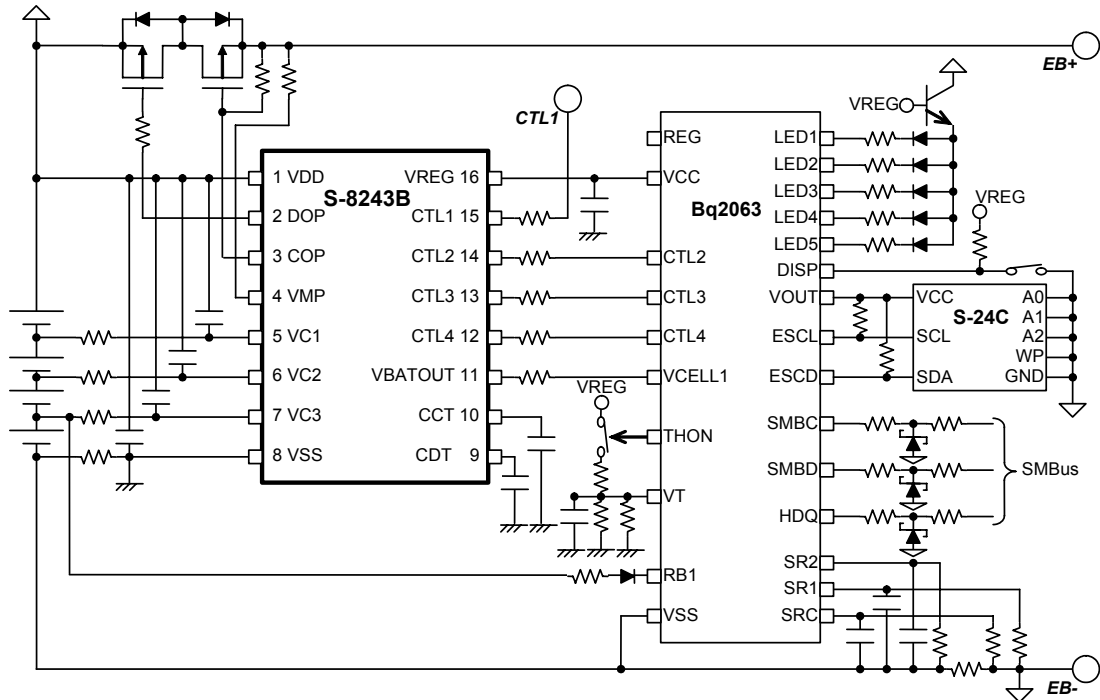 EB+
CTL1
VREG
S-8243B
1 VDD
2 DOP
3 COP
4 VMP
5 VC1
6 VC2
7 VC3
8 VSS
VREG 16
CTL1 15
CTL2 14
CTL3 13
CTL4 12
VBATOUT 11
CCT 10
CDT 9
VREG
Bq2063
REG
VCC
CTL2
CTL3
CTL4
VCELL1
THON
VT
RB1
VSS
LED1
LED2
LED3
LED4
LED5
DISP
VOUT
ESCL
ESCD
SMBC
SMBD
HDQ
SR2
SR1
SRC
VREG
S-24C
VCC
SCL
SDA
A0
A1
A2
WP
GND
SMBus
EB-